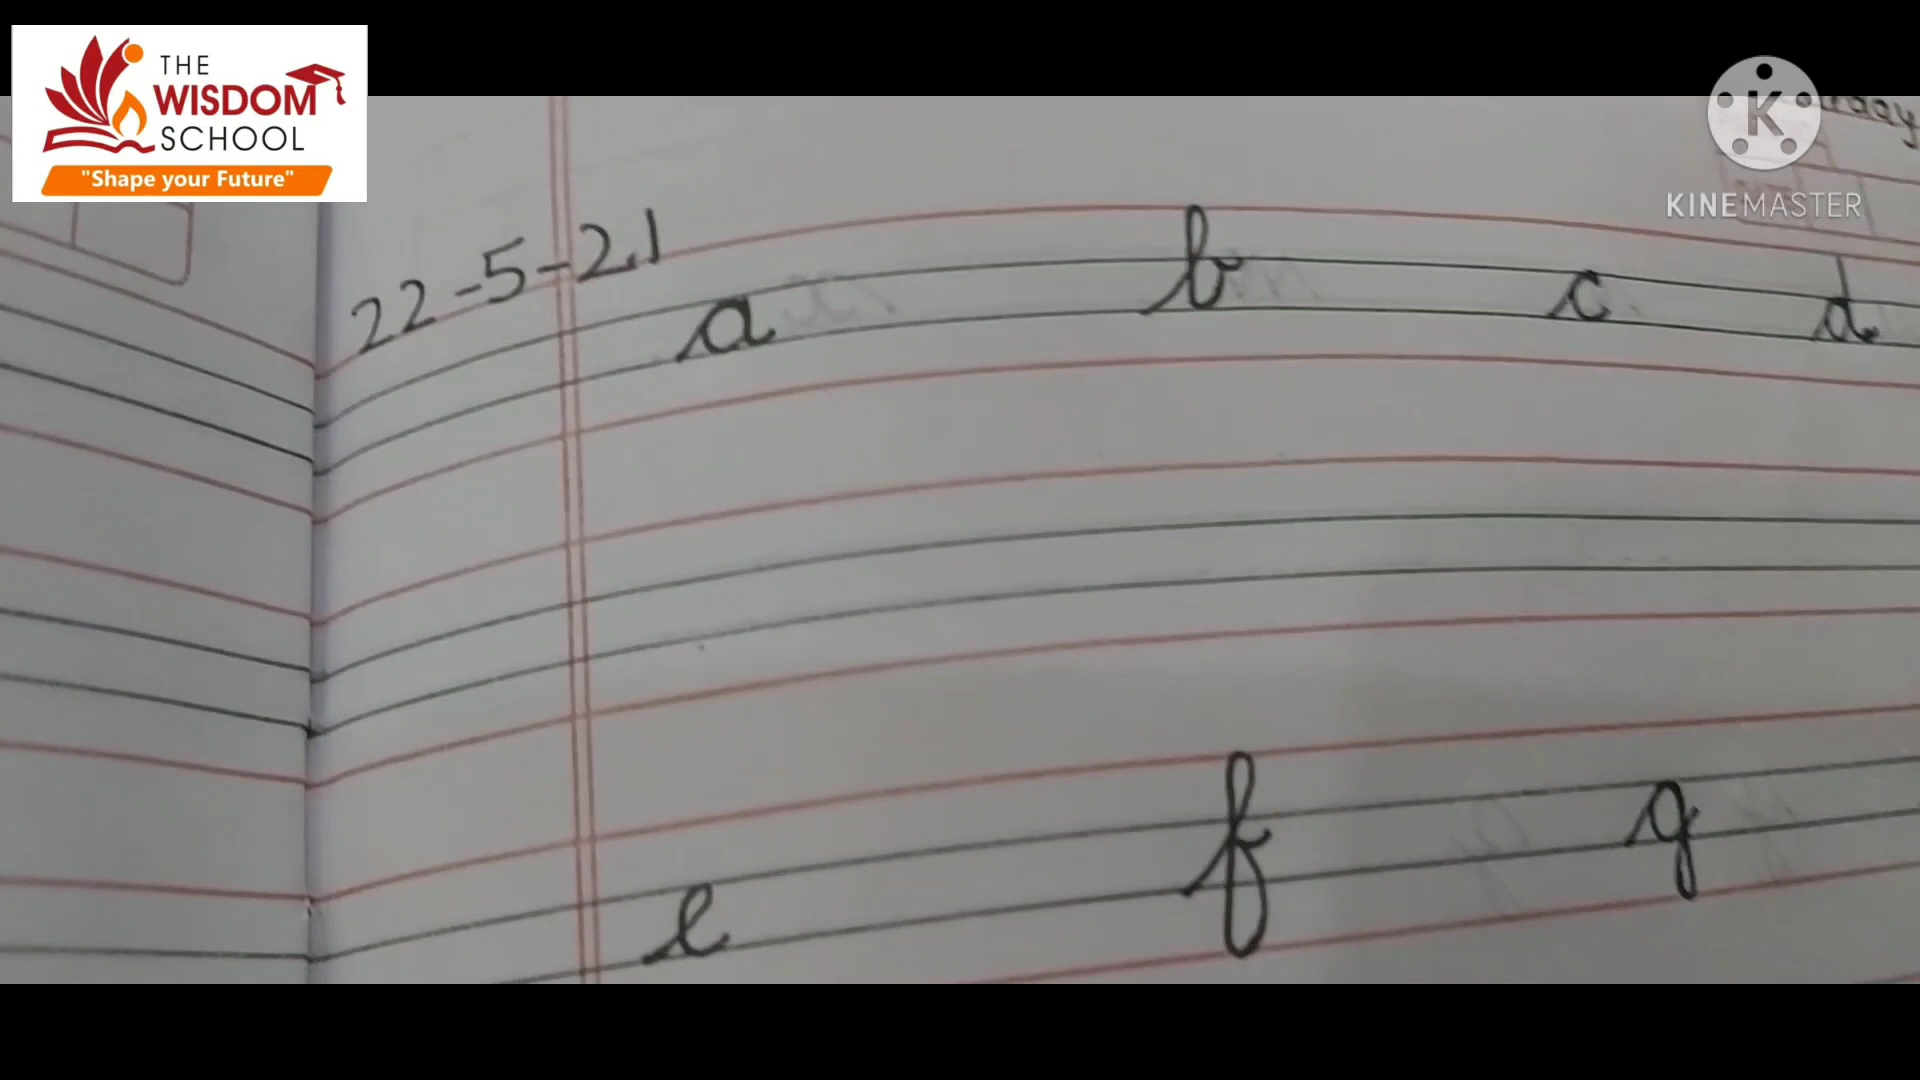 THE
WISDOM
SCHOOL
"Shape your Future"
KINEMASTER
22-5-21
a b c d
e f g